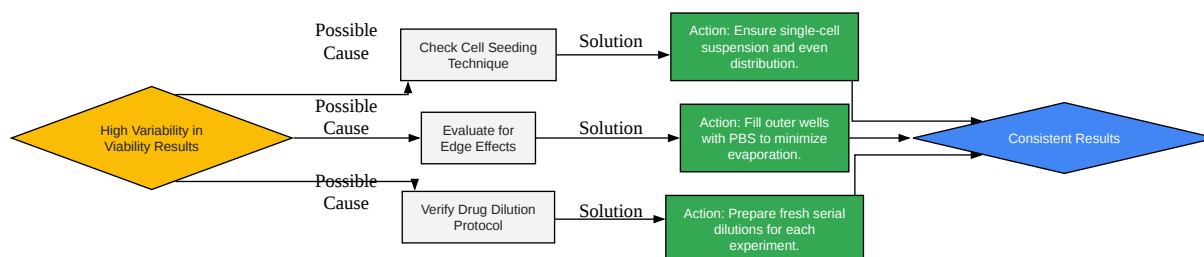 High Variability in
Viability Results
Possible
Cause
Check Cell Seeding
Technique
Solution
Action: Ensure single-cell
suspension and even
distribution.
Possible
Cause
Evaluate for
Edge Effects
Solution
Action: Fill outer wells
with PBS to minimize
evaporation.
Possible
Cause
Verify Drug Dilution
Protocol
Solution
Action: Prepare fresh serial
dilutions for each
experiment.
Consistent Results